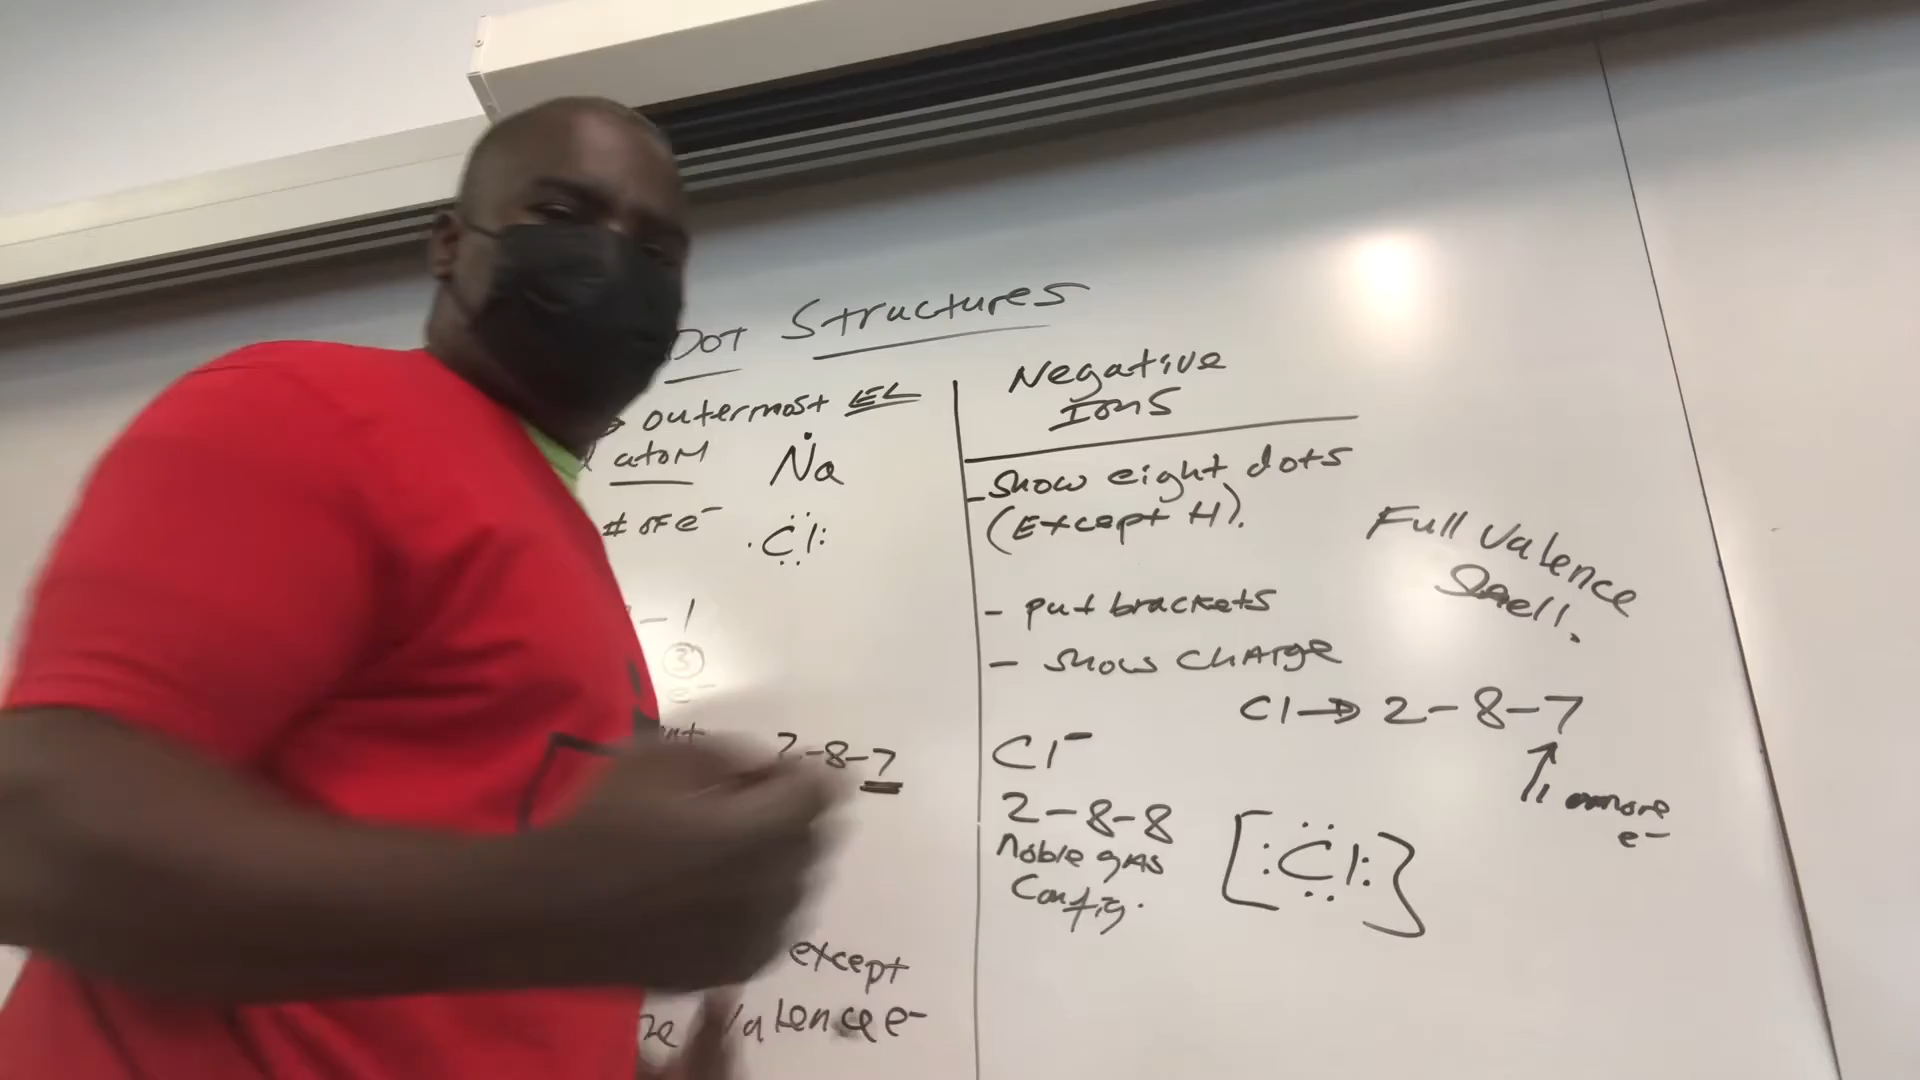 DOT Structures
outermost EL
atom
Na
# OF e⁻
Cl
- 1
3
e⁻
2-8-7
except
valence e⁻
Negative
Ions
- Show eight dots
(Except H).
- put brackets
- Show Charge
Full Valence
Shell.
Cl → 2-8-7
1 more
e⁻
Cl⁻
2-8-8
Noble gas
Config.
[:Cl:]